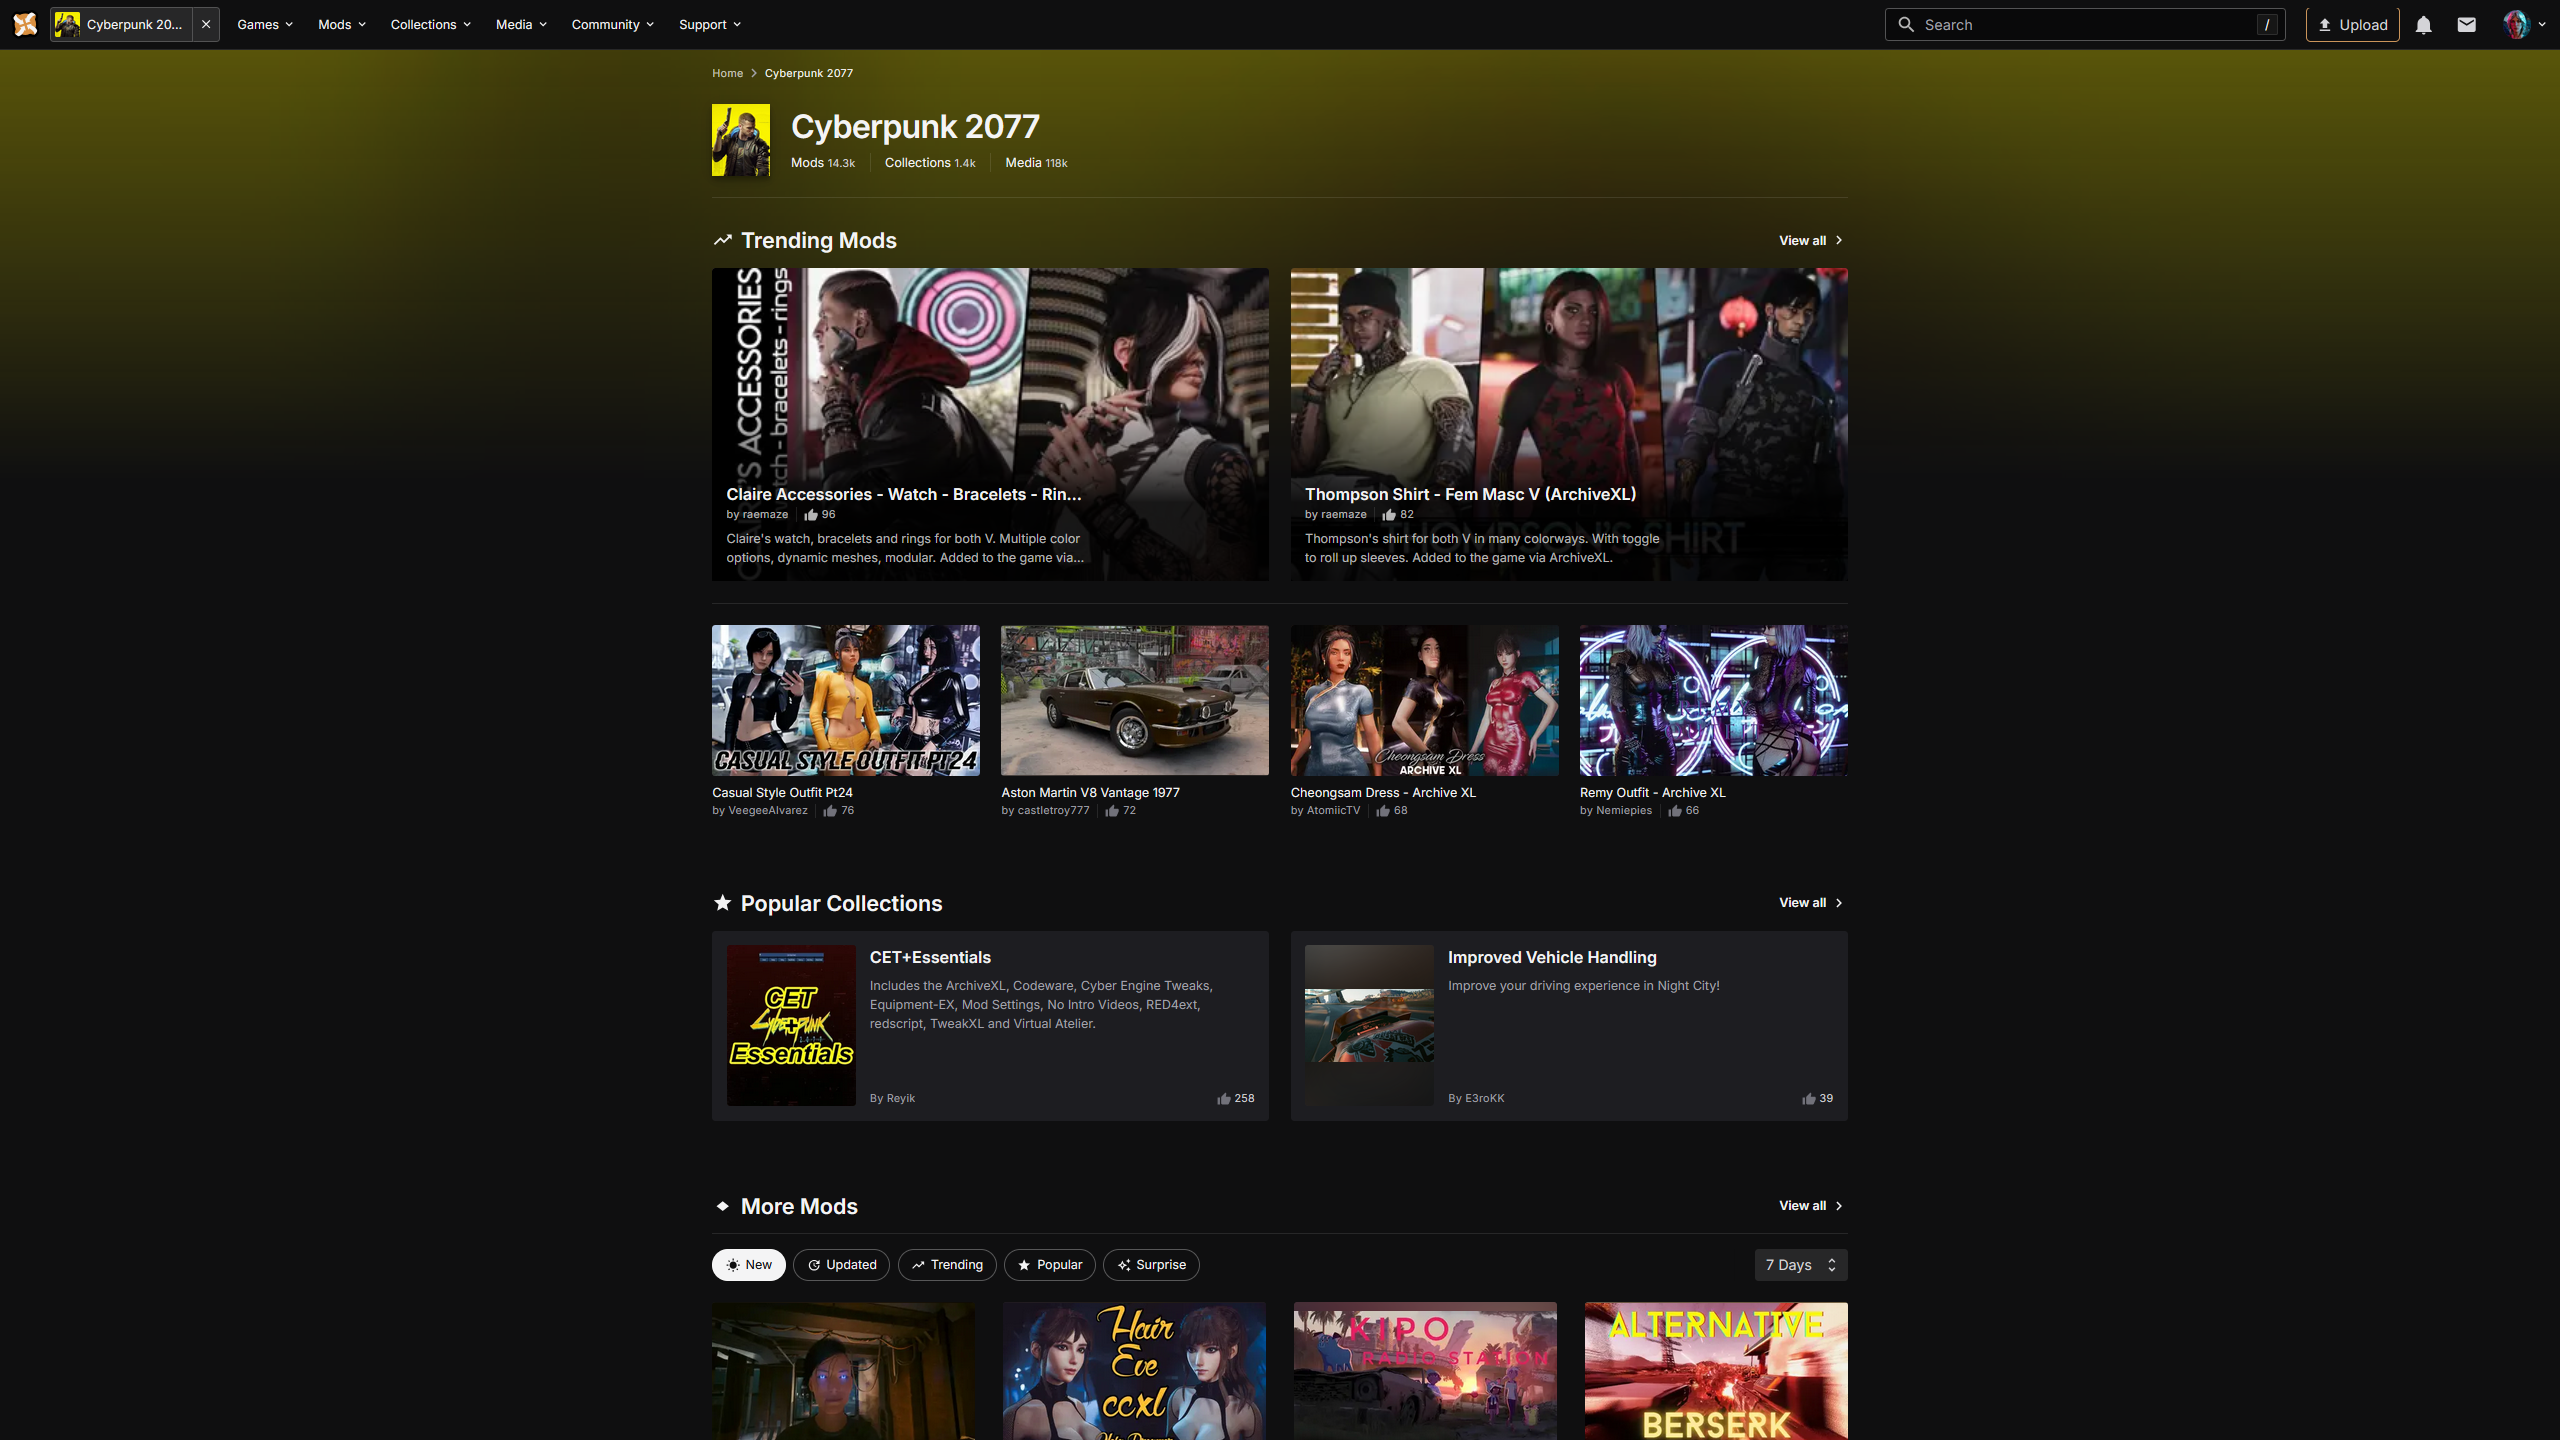 Cyberpunk 20...
Games
Mods
Collections
Media
Community
Support
Search
/
Upload
Home
Cyberpunk 2077
Cyberpunk 2077
Mods 14.3k
Collections 1.4k
Media 118k
Trending Mods
View all
ACCESSORIES
bracelets - rings
Claire Accessories - Watch - Bracelets - Rin...
by raemaze
96
Claire's watch, bracelets and rings for both V. Multiple color
options, dynamic meshes, modular. Added to the game via...
THOMPSON'S SHIRT
Thompson Shirt - Fem Masc V (ArchiveXL)
by raemaze
82
Thompson's shirt for both V in many colorways. With toggle
to roll up sleeves. Added to the game via ArchiveXL.
CASUAL STYLE OUTFIT PT24
Casual Style Outfit Pt24
by VeegeeAlvarez
76
Aston Martin V8 Vantage 1977
by castletroy777
72
Cheongsam Dress
ARCHIVE XL
Cheongsam Dress - Archive XL
by AtomiicTV
68
Remy Outfit - Archive XL
by Nemiepies
66
Popular Collections
View all
CET
Cyberpunk
Essentials
CET+Essentials
Includes the ArchiveXL, Codeware, Cyber Engine Tweaks,
Equipment-EX, Mod Settings, No Intro Videos, RED4ext,
redscript, TweakXL and Virtual Atelier.
By Reyik
258
Improved Vehicle Handling
Improve your driving experience in Night City!
By E3roKK
39
More Mods
View all
New
Updated
Trending
Popular
Surprise
7 Days
Hair
Eve
ccxl
KIPO
RADIO STATION
ALTERNATIVE
BERSERK